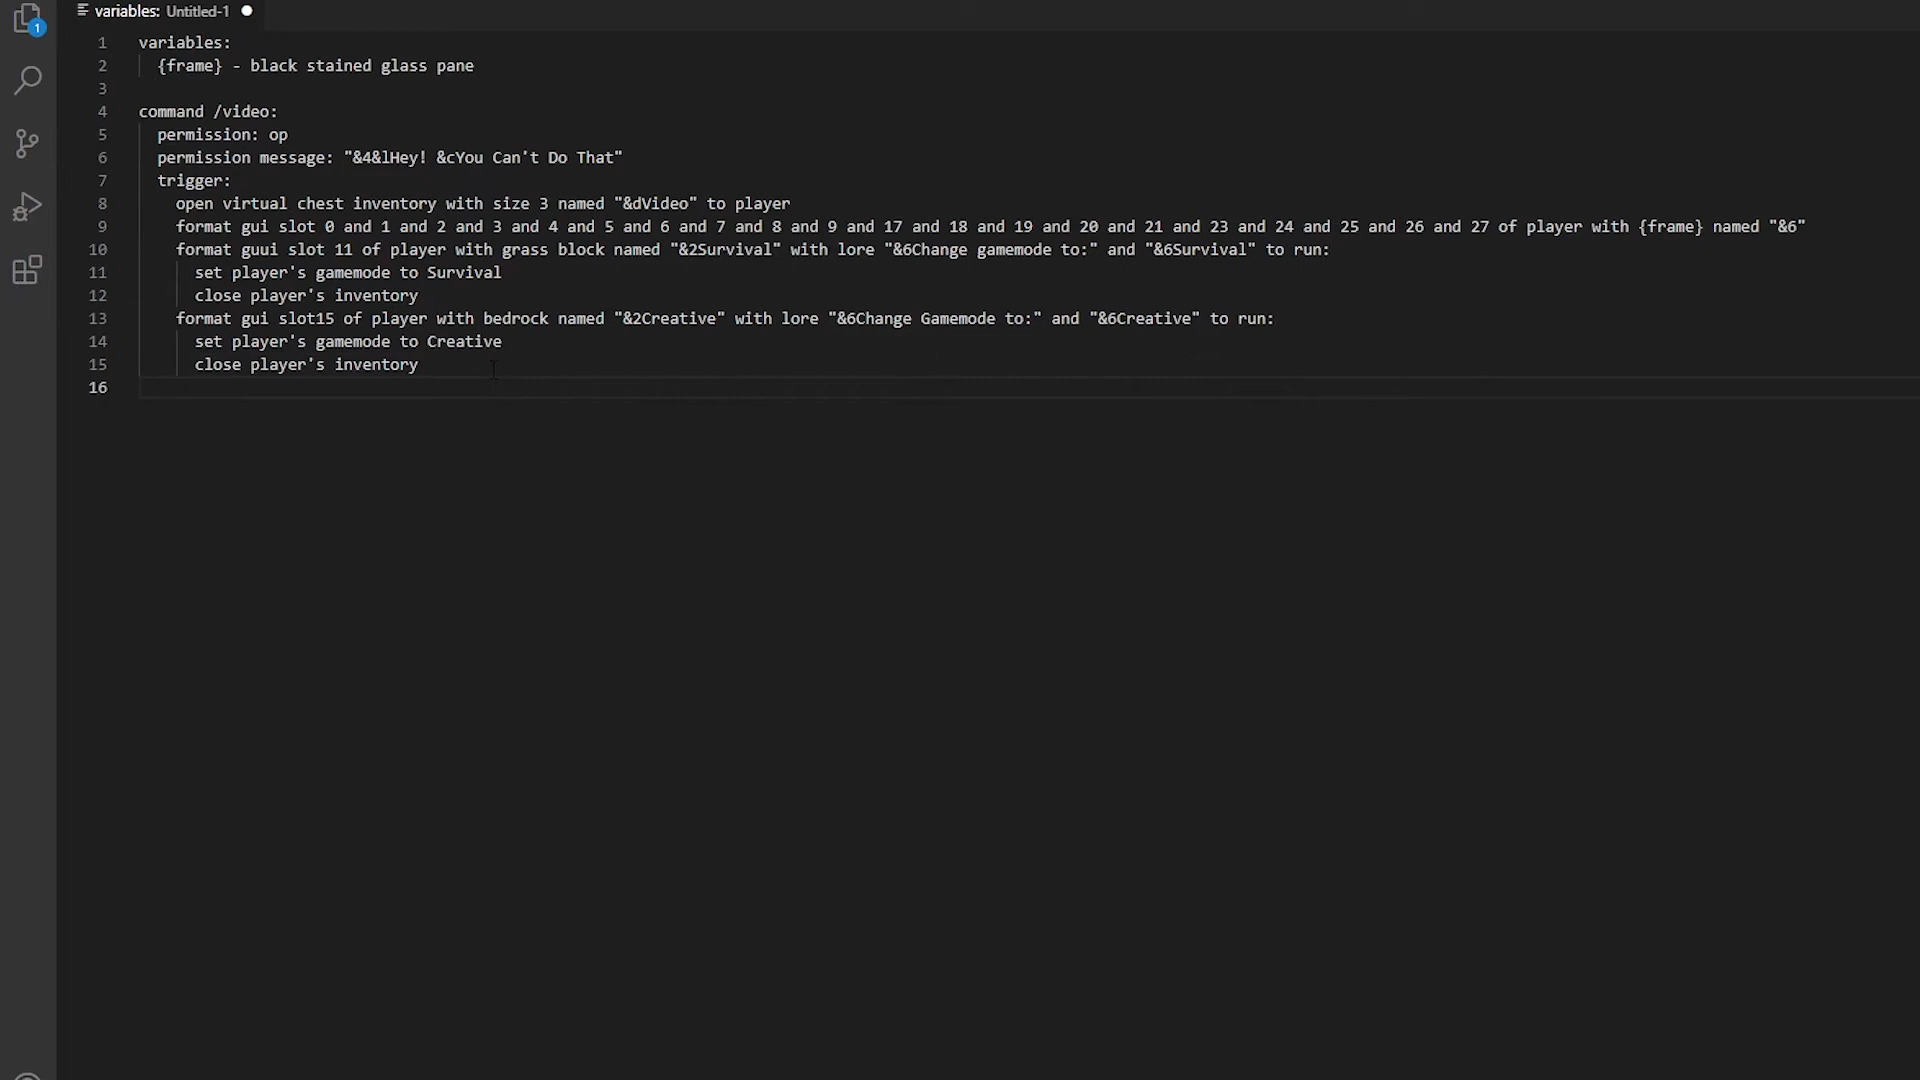 variables: Untitled-1
1
1 variables:
2 {frame} - black stained glass pane
3
4 command /video:
5 permission: op
6 permission message: "&4&lHey! &cYou Can't Do That"
7 trigger:
8 open virtual chest inventory with size 3 named "&dVideo" to player
9 format gui slot 0 and 1 and 2 and 3 and 4 and 5 and 6 and 7 and 8 and 9 and 17 and 18 and 19 and 20 and 21 and 23 and 24 and 25 and 26 and 27 of player with {frame} named "&6"
10 format guui slot 11 of player with grass block named "&2Survival" with lore "&6Change gamemode to:" and "&6Survival" to run:
11 set player's gamemode to Survival
12 close player's inventory
13 format gui slot15 of player with bedrock named "&2Creative" with lore "&6Change Gamemode to:" and "&6Creative" to run:
14 set player's gamemode to Creative
15 close player's inventory
16